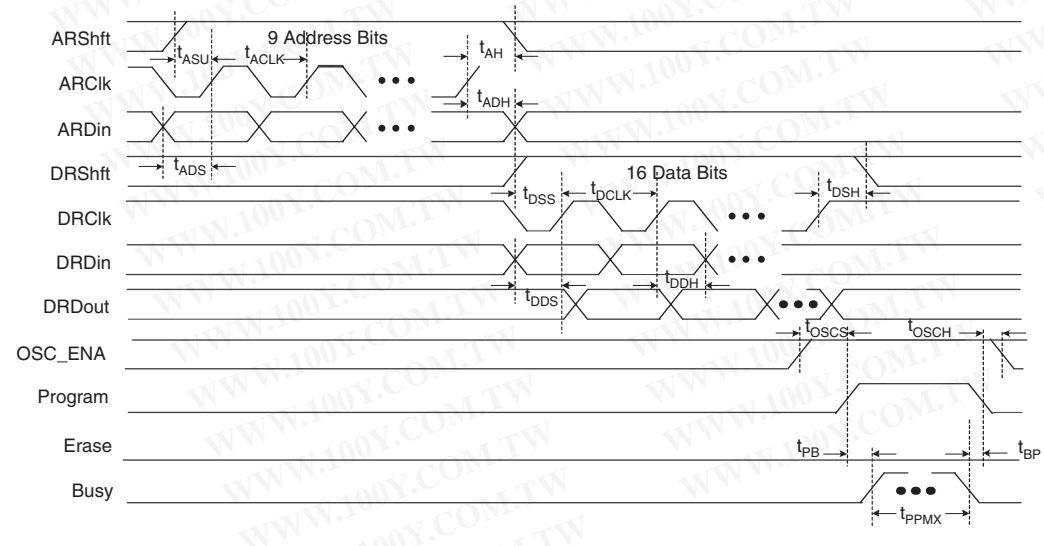 ARShft
9 Address Bits
tASU
tACLK
tAH
ARClk
tADH
ARDin
tADS
DRShft
16 Data Bits
tDSS
tDCLK
tDSH
DRClk
DRDin
tDDS
tDDH
DRDout
tOSCS
tOSCH
OSC_ENA
Program
Erase
tPB
tBP
Busy
tPPMX
WWW.100Y.COM.TW